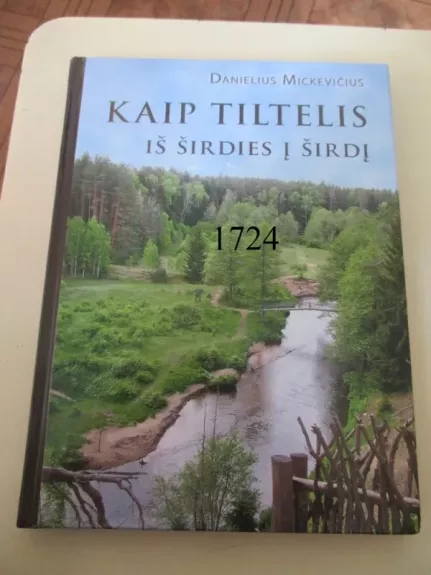 Danielius Mickevičius
KAIP TILTELIS
IŠ ŠIRDIES Į ŠIRDĮ
1724